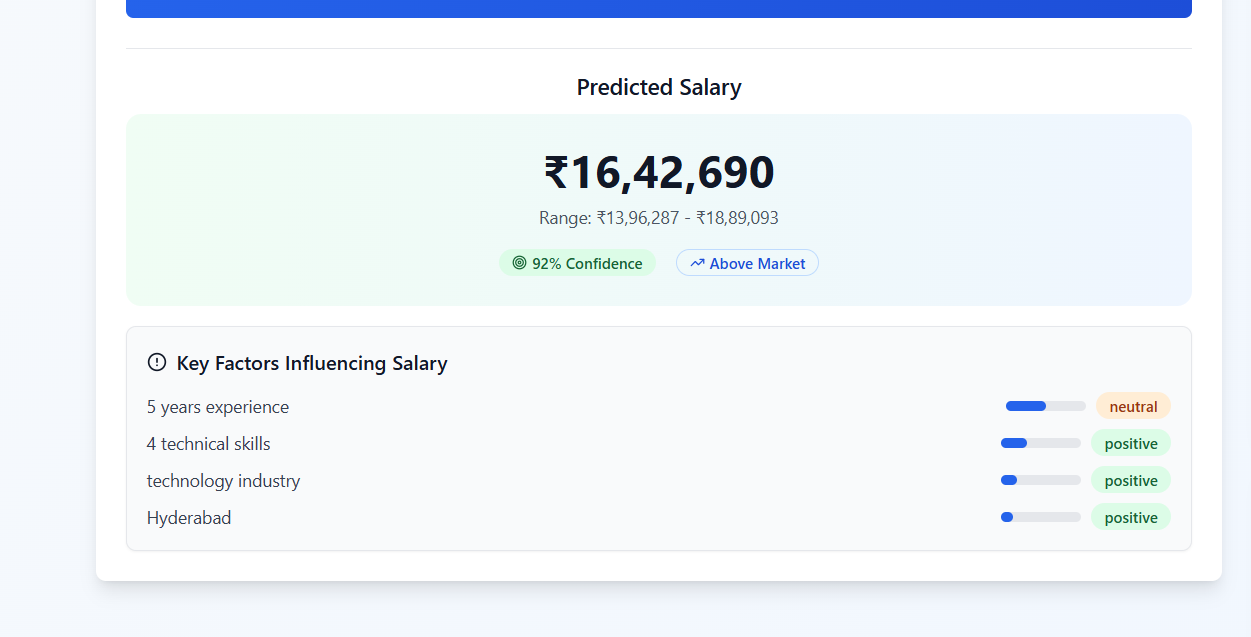 Predicted Salary
₹16,42,690
Range: ₹13,96,287 - ₹18,89,093
92% Confidence Above Market
Key Factors Influencing Salary
5 years experience neutral
4 technical skills positive
technology industry positive
Hyderabad positive